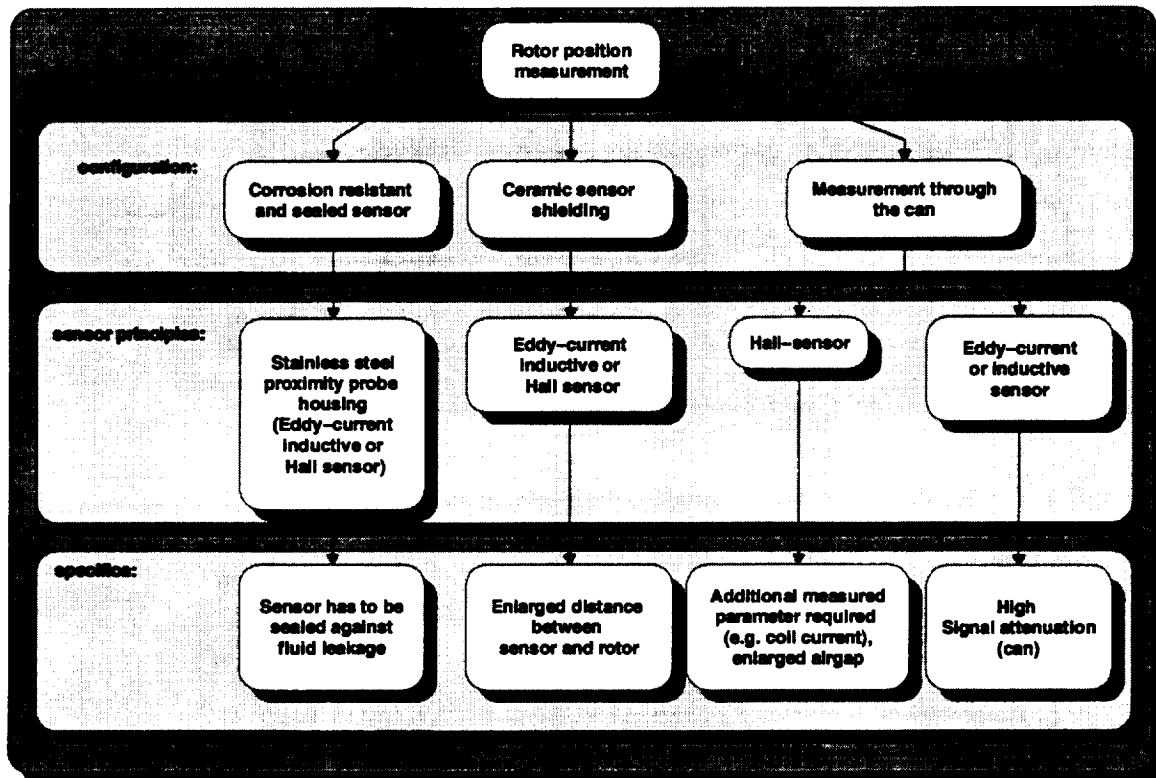 Rotor position
measurement
configuration:
Corrosion resistant
and sealed sensor
Ceramic sensor
shielding
Measurement through
the can
sensor principles:
Stainless steel
proximity probe
housing
(Eddy–current
inductive or
Hall sensor)
Eddy–current
inductive or
Hall sensor
Hall–sensor
Eddy–current
or inductive
sensor
specifics:
Sensor has to be
sealed against
fluid leakage
Enlarged distance
between
sensor and rotor
Additional measured
parameter required
(e.g. coil current),
enlarged airgap
High
Signal attenuation
(can)